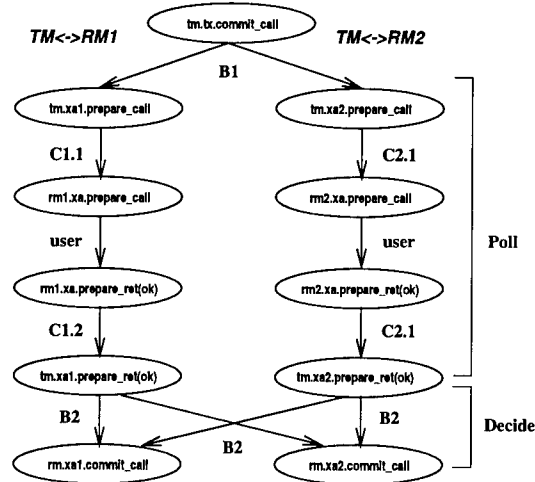 tm.tx.commit_call
TM<->RM1
TM<->RM2
B1
tm.xa1.prepare_call
tm.xa2.prepare_call
C1.1
C2.1
rm1.xa.prepare_call
rm2.xa.prepare_call
user
user
Poll
rm1.xa.prepare_ret(ok)
rm2.xa.prepare_ret(ok)
C1.2
C2.1
tm.xa1.prepare_ret(ok)
tm.xa2.prepare_ret(ok)
B2
B2
Decide
B2
rm.xa1.commit_call
rm.xa2.commit_call